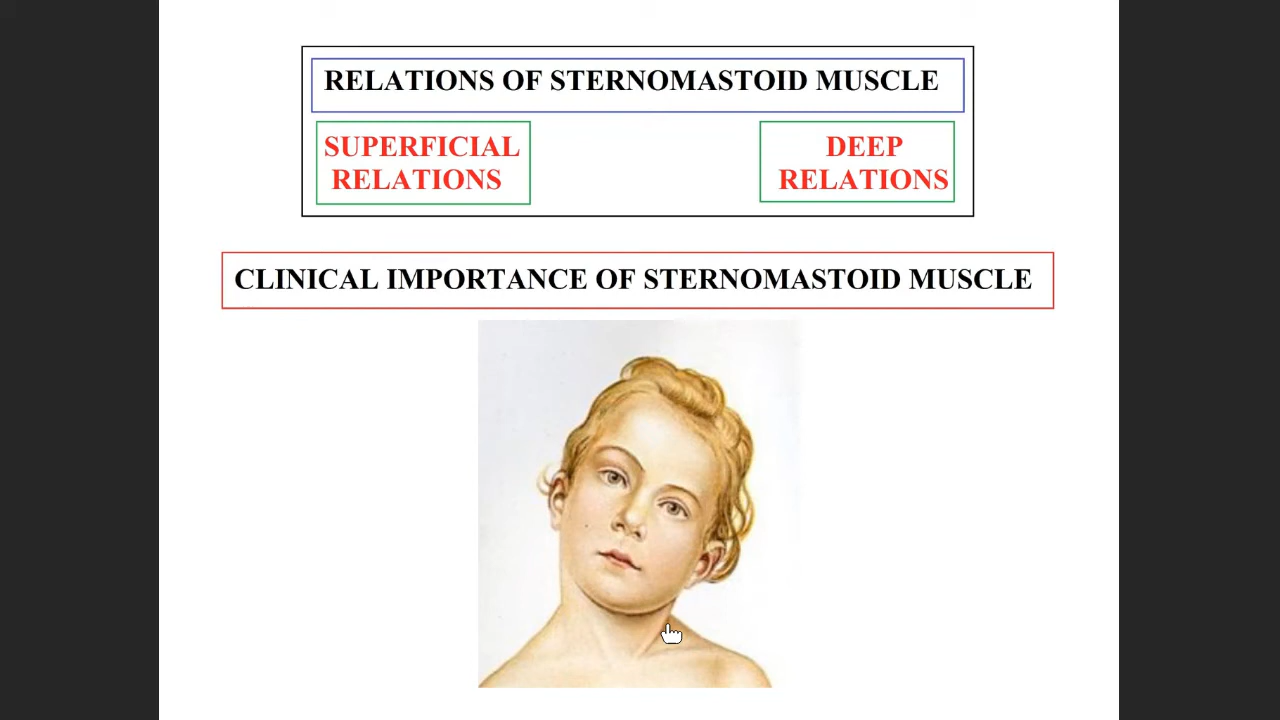 RELATIONS OF STERNOMASTOID MUSCLE
SUPERFICIAL
RELATIONS
DEEP
RELATIONS
CLINICAL IMPORTANCE OF STERNOMASTOID MUSCLE